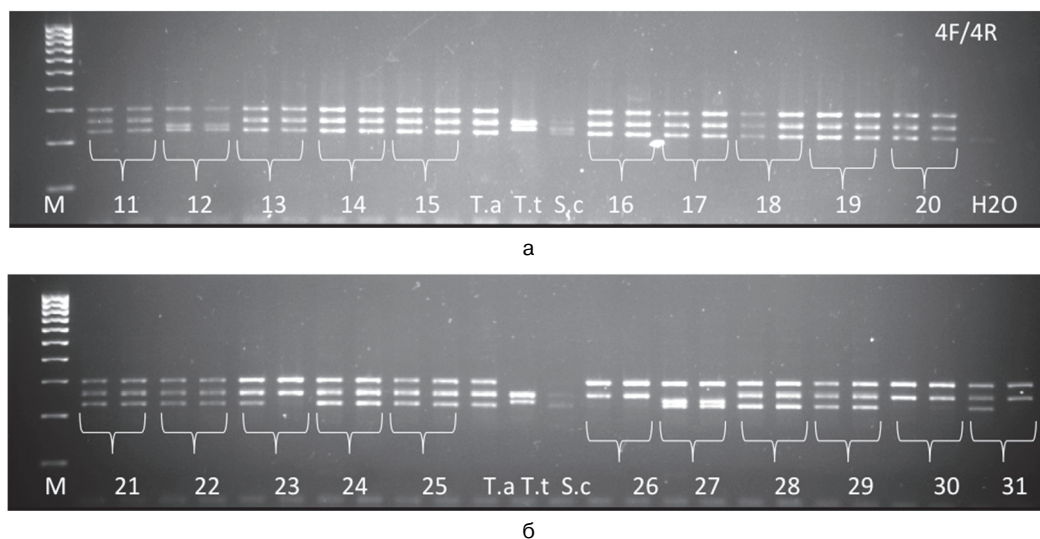 4F/4R
M 11 12 13 14 15 T.a T.t S,c 16 17 18 19 20 H2O
а
M 21 22 23 24 25 T.a T.t S.c 26 27 28 29 30 31
б